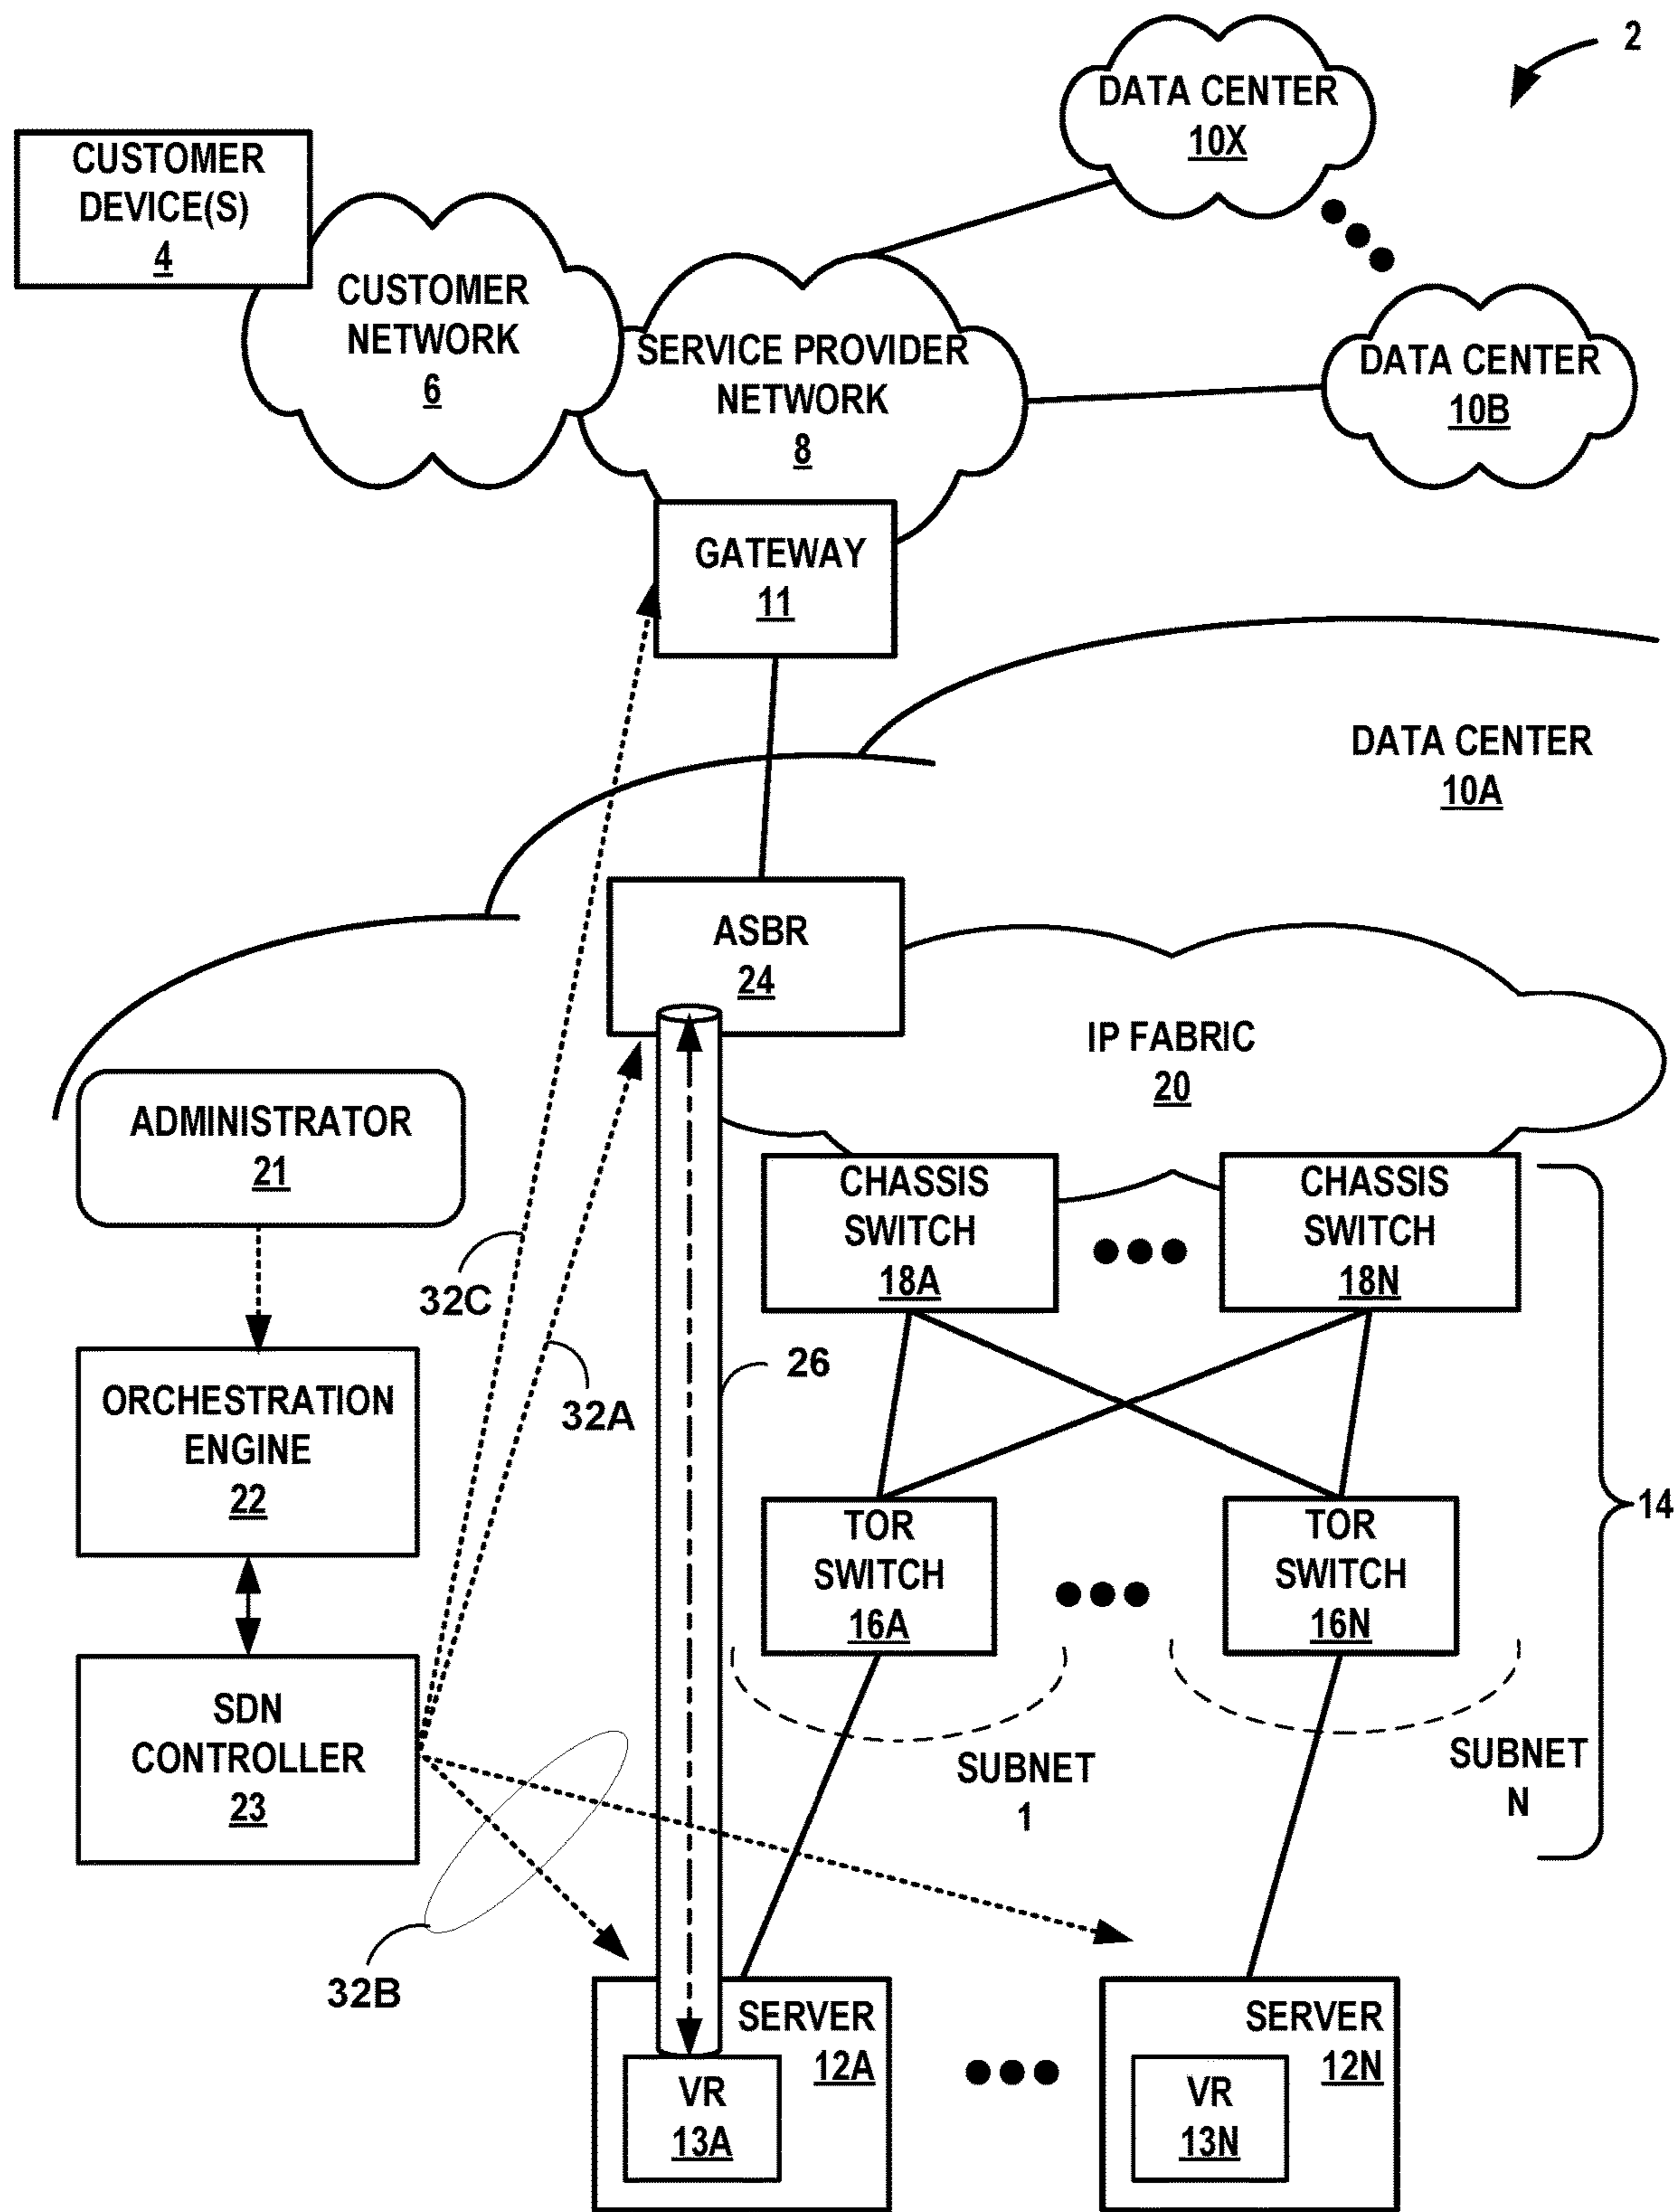 2
DATA CENTER
10X
CUSTOMER
DEVICE(S)
4
CUSTOMER
NETWORK
6
SERVICE PROVIDER
NETWORK
8
DATA CENTER
10B
GATEWAY
11
DATA CENTER
10A
ASBR
24
IP FABRIC
20
ADMINISTRATOR
21
CHASSIS
SWITCH
18A
CHASSIS
SWITCH
18N
32C
32A
26
ORCHESTRATION
ENGINE
22
TOR
SWITCH
16A
TOR
SWITCH
16N
14
SDN
CONTROLLER
23
SUBNET
1
SUBNET
N
32B
SERVER
12A
VR
13A
SERVER
12N
VR
13N